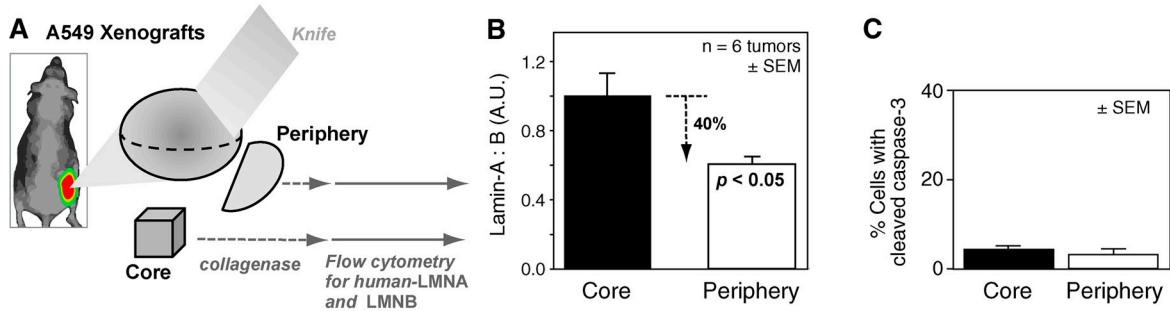 A
A549 Xenografts
Knife
Periphery
Core
collagenase
Flow cytometry
for human-LMNA
and LMNB
B
n = 6 tumors
± SEM
Lamin-A : B (A.U.)
1.2
0.8
0.4
0.0
40%
p < 0.05
Core
Periphery
C
± SEM
% Cells with
cleaved caspase-3
40
20
0
Core
Periphery